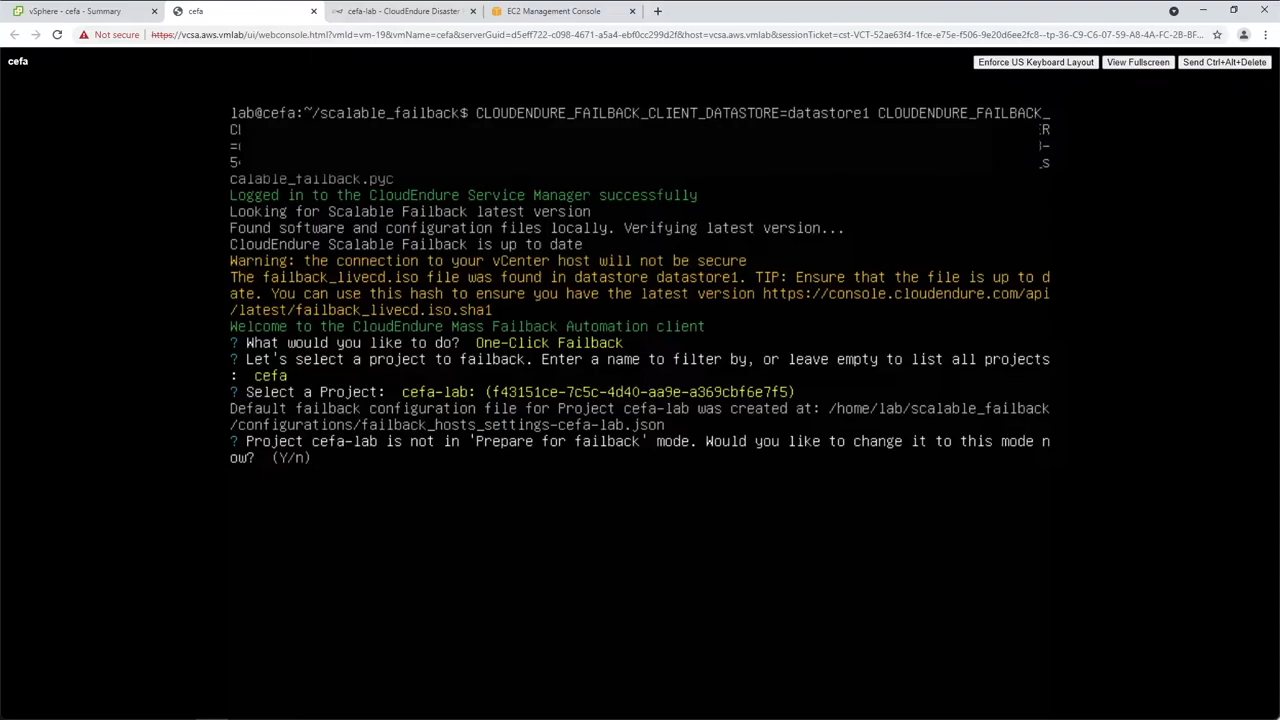 vSphere - cefa - Summary
cefa
cefa-lab - CloudEndure Disaster
EC2 Management Console
Not secure
https://vcsa.aws.vmlab/ui/webconsole.html?vmId=vm-19&vmName=cefa&serverGuid=d5eff722-c098-4671-a5a4-ebf0cc299d2f&host=vcsa.aws.vmlab&sessionTicket=cst-VCT-52ae63f4-1fce-e75e-f506-9e20d6ee2fc8--tp-36-C9-C6-07-59-A8-4A-FC-2B-BF...
cefa
Enforce US Keyboard Layout
View Fullscreen
Send Ctrl+Alt+Delete
lab@cefa:~/scalable_failback$ CLOUDENDURE_FAILBACK_CLIENT_DATASTORE=datastore1 CLOUDENDURE_FAILBACK_
R
=
5
s
calable_failback.pyc
Logged in to the CloudEndure Service Manager successfully
Looking for Scalable Failback latest version
Found software and configuration files locally. Verifying latest version...
CloudEndure Scalable Failback is up to date
Warning: the connection to your vCenter host will not be secure
The failback_livecd.iso file was found in datastore datastore1. TIP: Ensure that the file is up to d
ate. You can use this hash to ensure you have the latest version https://console.cloudendure.com/api
/latest/failback_livecd.iso.sha1
Welcome to the CloudEndure Mass Failback Automation client
? What would you like to do?  One-Click Failback
? Let's select a project to failback. Enter a name to filter by, or leave empty to list all projects
:  cefa
? Select a Project:  cefa-lab: (f43151ce-7c5c-4d40-aa9e-a369cbf6e7f5)
Default failback configuration file for Project cefa-lab was created at: /home/lab/scalable_failback
/configurations/failback_hosts_settings-cefa-lab.json
? Project cefa-lab is not in 'Prepare for failback' mode. Would you like to change it to this mode n
ow?  (Y/n)